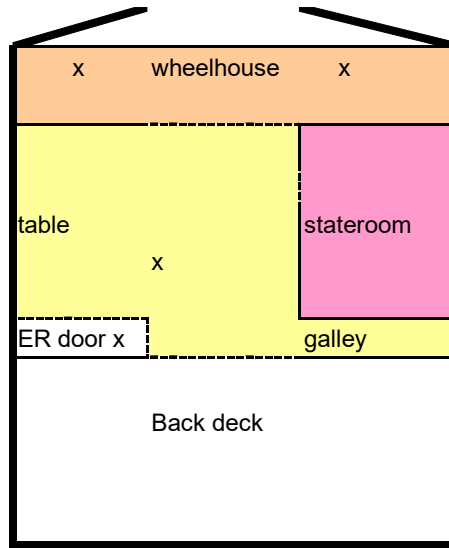 x wheelhouse x
table
stateroom
x
ER door x
galley
Back deck